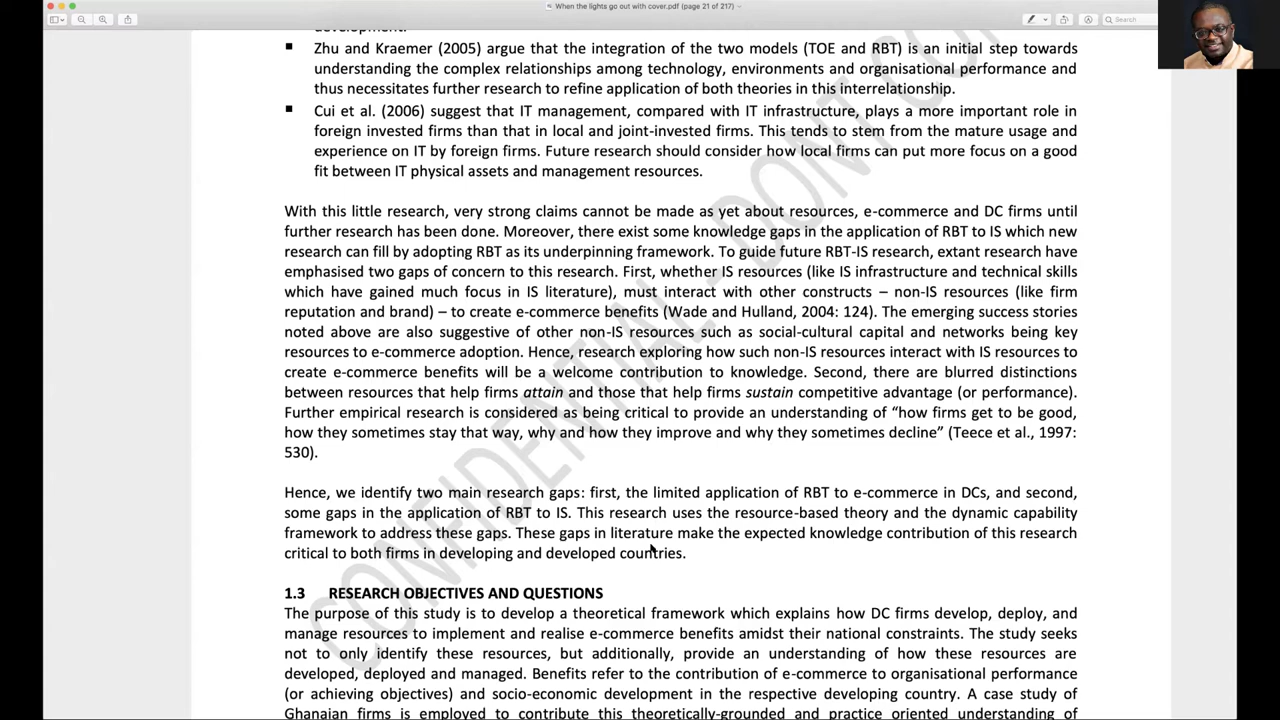 When the lights go out with cover.pdf (page 21 of 217)
Search
development.
▪ Zhu and Kraemer (2005) argue that the integration of the two models (TOE and RBT) is an initial step towards
understanding the complex relationships among technology, environments and organisational performance and
thus necessitates further research to refine application of both theories in this interrelationship.
▪ Cui et al. (2006) suggest that IT management, compared with IT infrastructure, plays a more important role in
foreign invested firms than that in local and joint-invested firms. This tends to stem from the mature usage and
experience on IT by foreign firms. Future research should consider how local firms can put more focus on a good
fit between IT physical assets and management resources.
With this little research, very strong claims cannot be made as yet about resources, e-commerce and DC firms until
further research has been done. Moreover, there exist some knowledge gaps in the application of RBT to IS which new
research can fill by adopting RBT as its underpinning framework. To guide future RBT-IS research, extant research have
emphasised two gaps of concern to this research. First, whether IS resources (like IS infrastructure and technical skills
which have gained much focus in IS literature), must interact with other constructs – non-IS resources (like firm
reputation and brand) – to create e-commerce benefits (Wade and Hulland, 2004: 124). The emerging success stories
noted above are also suggestive of other non-IS resources such as social-cultural capital and networks being key
resources to e-commerce adoption. Hence, research exploring how such non-IS resources interact with IS resources to
create e-commerce benefits will be a welcome contribution to knowledge. Second, there are blurred distinctions
between resources that help firms attain and those that help firms sustain competitive advantage (or performance).
Further empirical research is considered as being critical to provide an understanding of “how firms get to be good,
how they sometimes stay that way, why and how they improve and why they sometimes decline” (Teece et al., 1997:
530).
Hence, we identify two main research gaps: first, the limited application of RBT to e-commerce in DCs, and second,
some gaps in the application of RBT to IS. This research uses the resource-based theory and the dynamic capability
framework to address these gaps. These gaps in literature make the expected knowledge contribution of this research
critical to both firms in developing and developed countries.
1.3 RESEARCH OBJECTIVES AND QUESTIONS
The purpose of this study is to develop a theoretical framework which explains how DC firms develop, deploy, and
manage resources to implement and realise e-commerce benefits amidst their national constraints. The study seeks
not to only identify these resources, but additionally, provide an understanding of how these resources are
developed, deployed and managed. Benefits refer to the contribution of e-commerce to organisational performance
(or achieving objectives) and socio-economic development in the respective developing country. A case study of
Ghanaian firms is employed to contribute this theoretically-grounded and practice oriented understanding of
CONFIDENTIAL - DONT CO